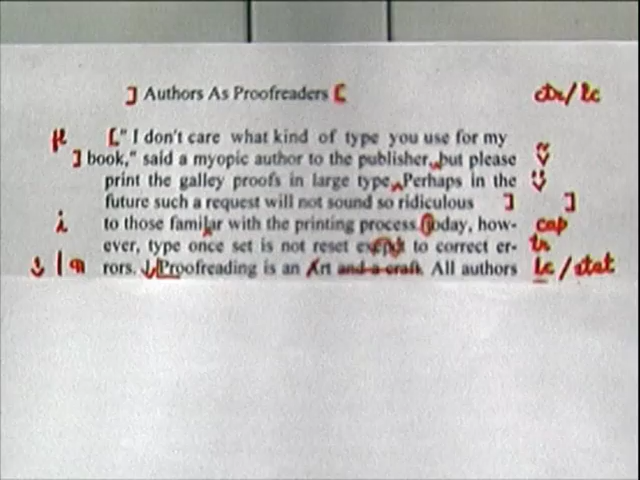 ] Authors As Proofreaders [ ctr/lc
fl [" I don't care what kind of type you use for my
] book," said a myopic author to the publisher, but please
print the galley proofs in large type. Perhaps in the
future such a request will not sound so ridiculous ] ]
i to those familar with the printing process. today, how- cap
ever, type once set is not reset to correct er- tr
rors. Proofreading is an Art and a craft. All authors lc/stet